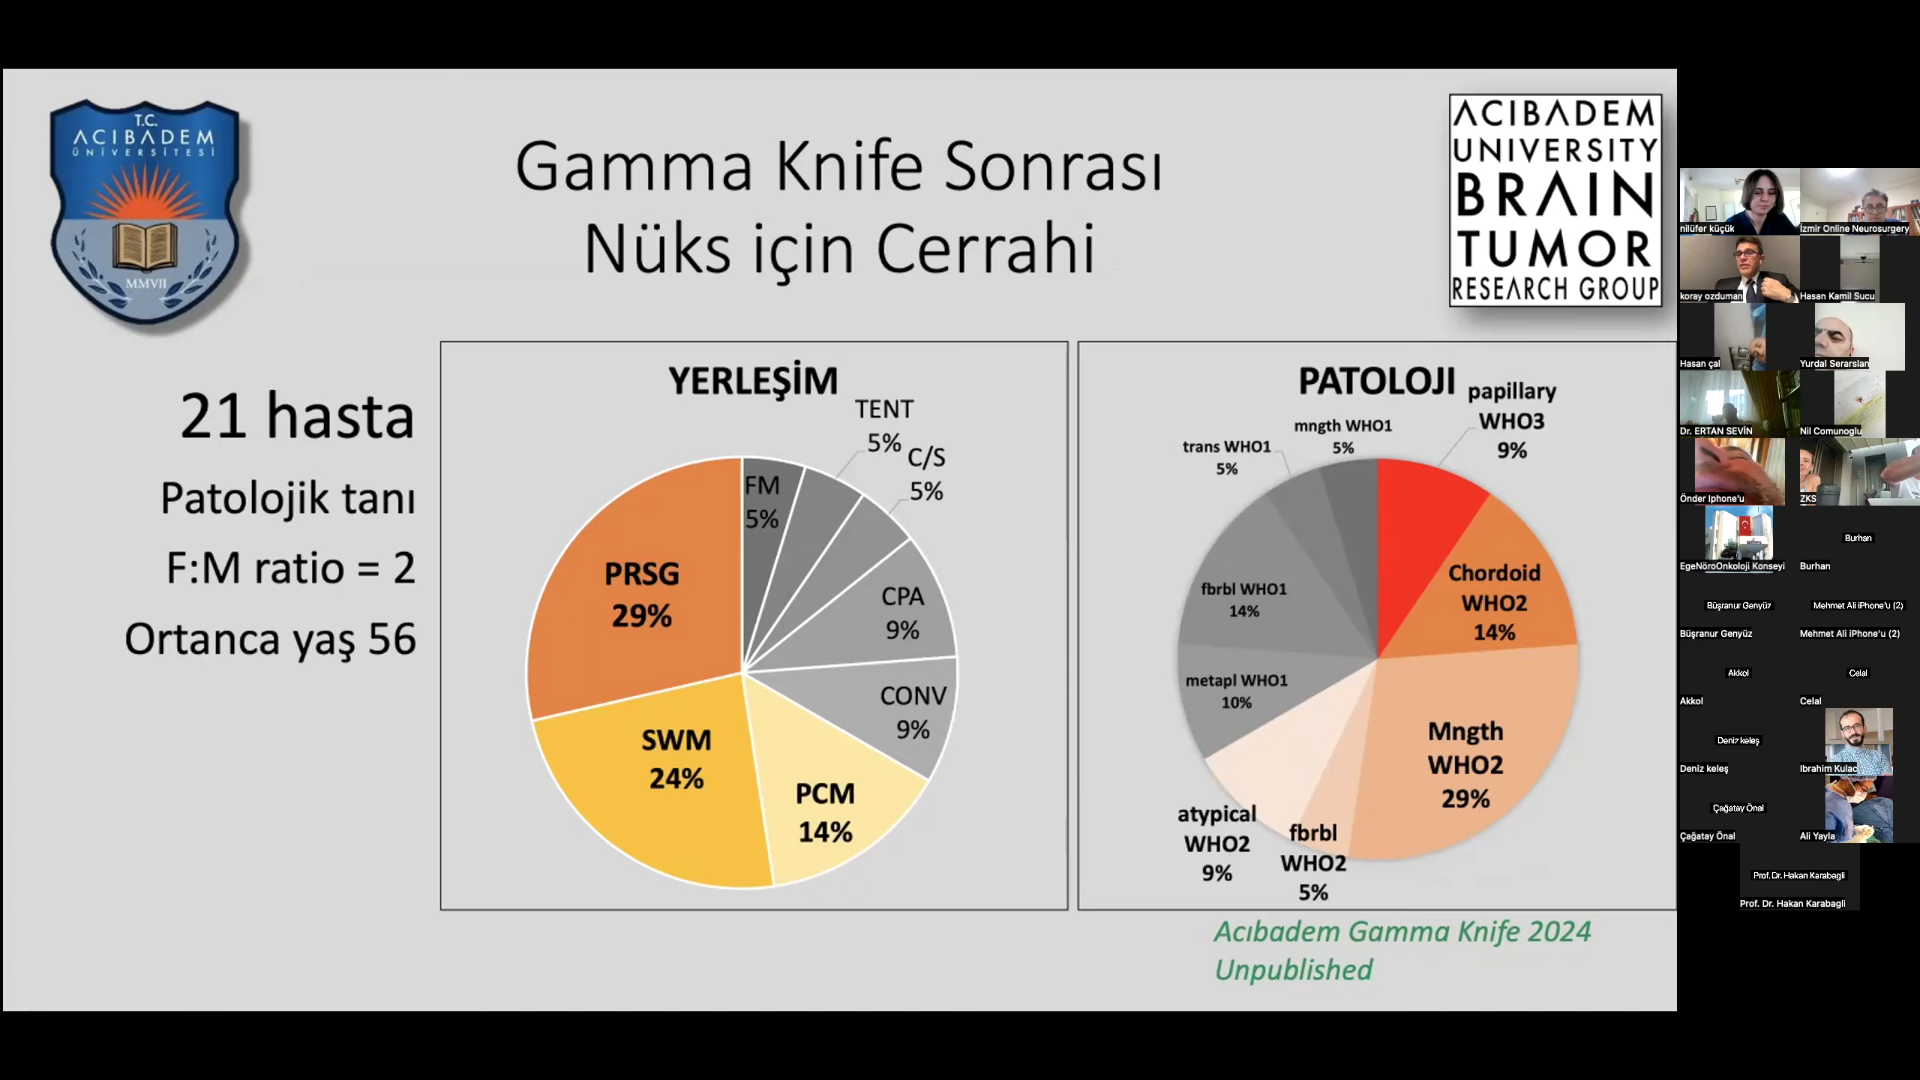 T.C.
ACIBADEM
ÜNİVERSİTESİ
MMVII
Gamma Knife Sonrası
Nüks için Cerrahi
ACIBADEM
UNIVERSITY
BRAIN
TUMOR
RESEARCH GROUP
21 hasta
Patolojik tanı
F:M ratio = 2
Ortanca yaş 56
YERLEŞİM
TENT
5%
C/S
5%
FM
5%
PRSG
29%
CPA
9%
CONV
9%
SWM
24%
PCM
14%
PATOLOJI
papillary
WHO3
9%
mngth WHO1
5%
trans WHO1
5%
Chordoid
WHO2
14%
fbrbl WHO1
14%
metapl WHO1
10%
Mngth
WHO2
29%
atypical
WHO2
9%
fbrbl
WHO2
5%
Acıbadem Gamma Knife 2024
Unpublished
nilüfer küçük
İzmir Online Neurosurgery
koray ozduman
Hasan Kamil Sucu
Hasan çal
Yurdal Serarslan
Dr. ERTAN SEVİN
Nil Comunoglu
Önder Iphone'u
ZKS
EgeNöroOnkoloji Konseyi
Burhan
Burhan
Büşranur Genyüz
Mehmet Ali iPhone'u (2)
Büşranur Genyüz
Mehmet Ali iPhone'u (2)
Akkol
Celal
Akkol
Celal
Deniz keleş
Deniz keleş
Ibrahim Kulac
Çağatay Önal
Çağatay Önal
Ali Yayla
Prof. Dr. Hakan Karabagli
Prof. Dr. Hakan Karabagli